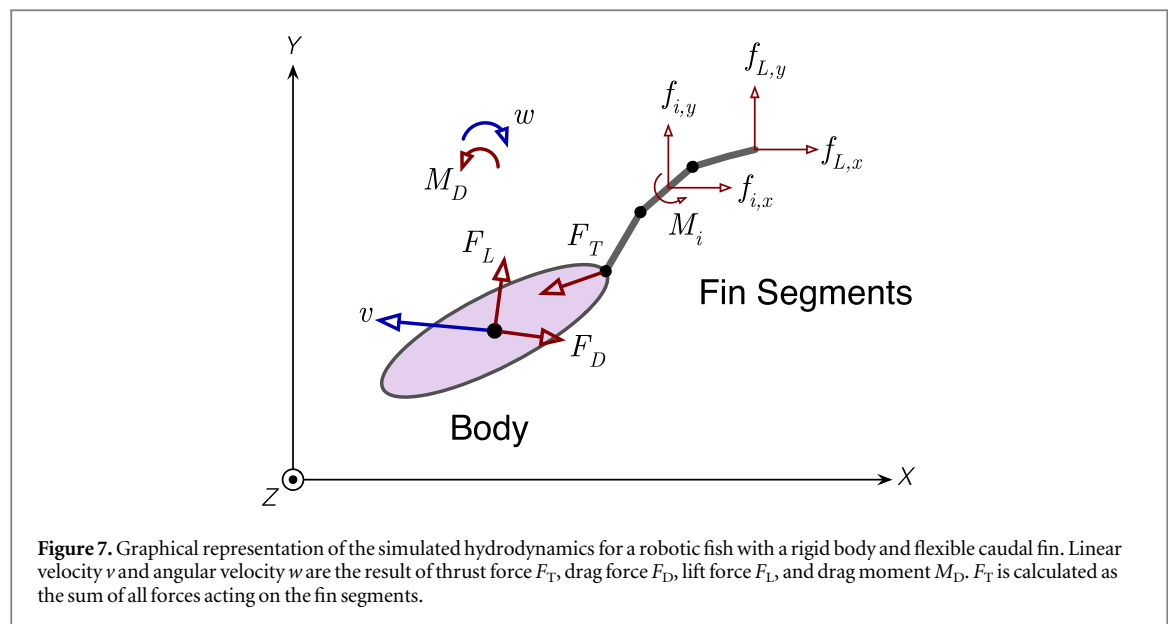 Y
f_{L,y}
f_{i,y}
w
f_{L,x}
M_D
f_{i,x}
M_i
F_L
F_T
Fin Segments
v
F_D
Body
X
Z
Figure 7. Graphical representation of the simulated hydrodynamics for a robotic fish with a rigid body and flexible caudal fin. Linear
velocity v and angular velocity w are the result of thrust force F_T, drag force F_D, lift force F_L, and drag moment M_D. F_T is calculated as
the sum of all forces acting on the fin segments.